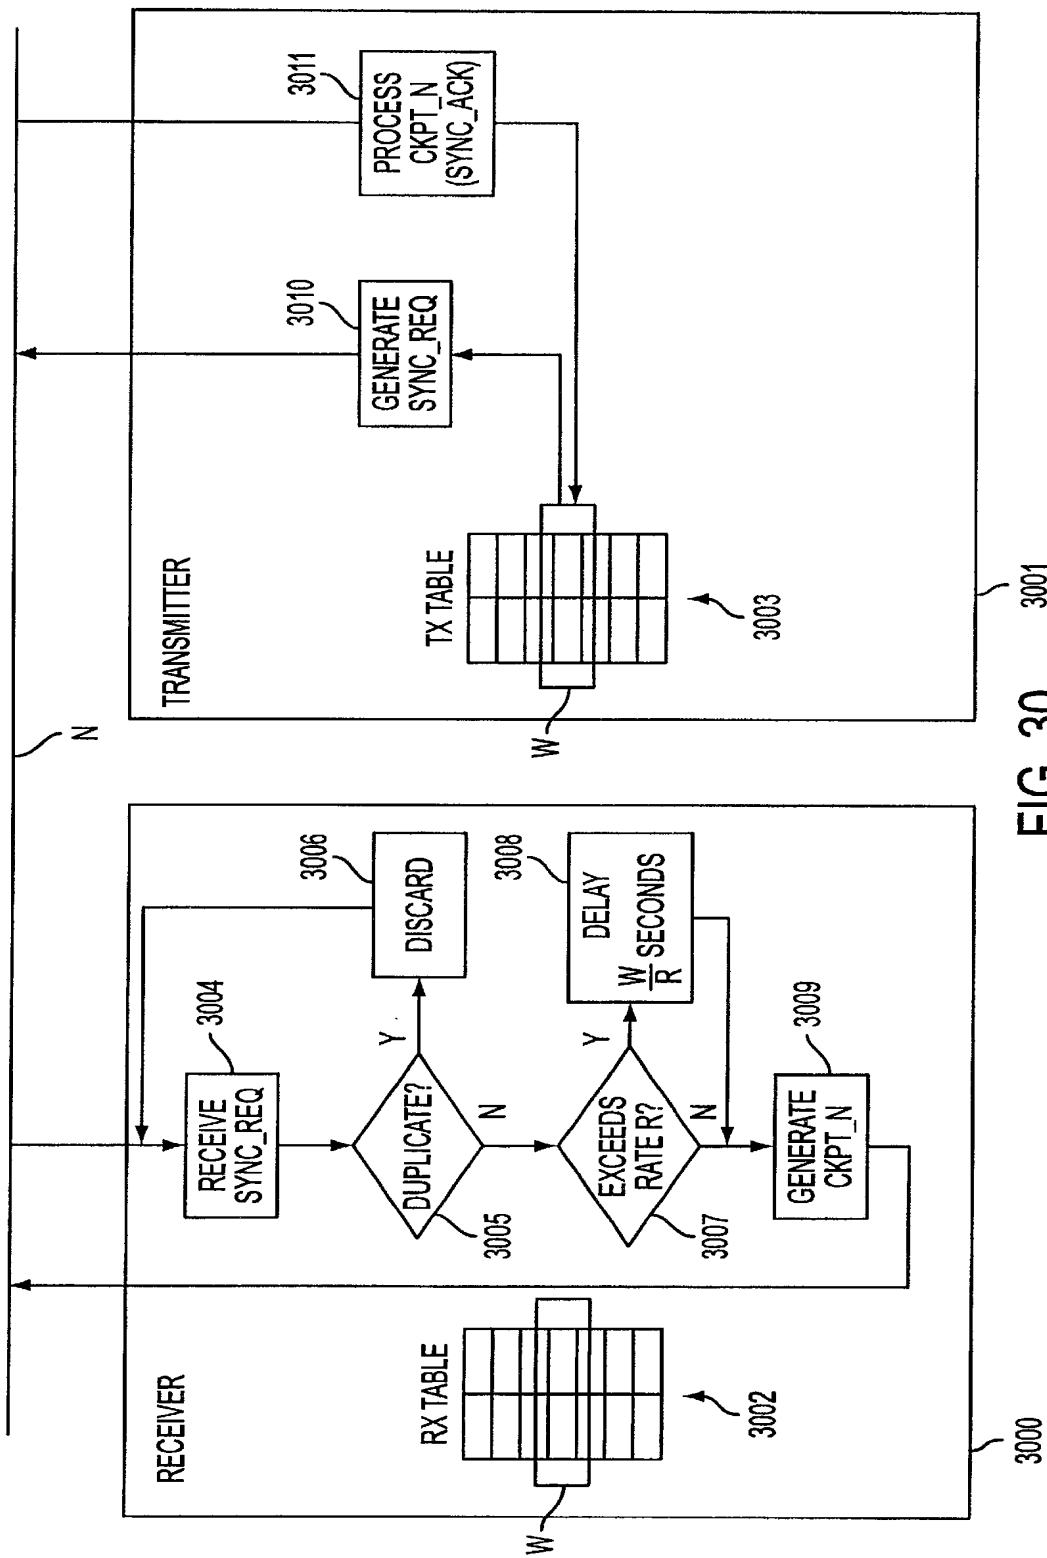 N
RECEIVER
RX TABLE
W
3002
RECEIVE
SYNC_REQ
3004
DUPLICATE?
3005
Y
N
DISCARD
3006
EXCEEDS
RATE R?
3007
Y
N
DELAY
W
R
SECONDS
3008
GENERATE
CKPT_N
3009
3000
TRANSMITTER
TX TABLE
W
3003
GENERATE
SYNC_REQ
3010
PROCESS
CKPT_N
(SYNC_ACK)
3011
3001
FIG. 30